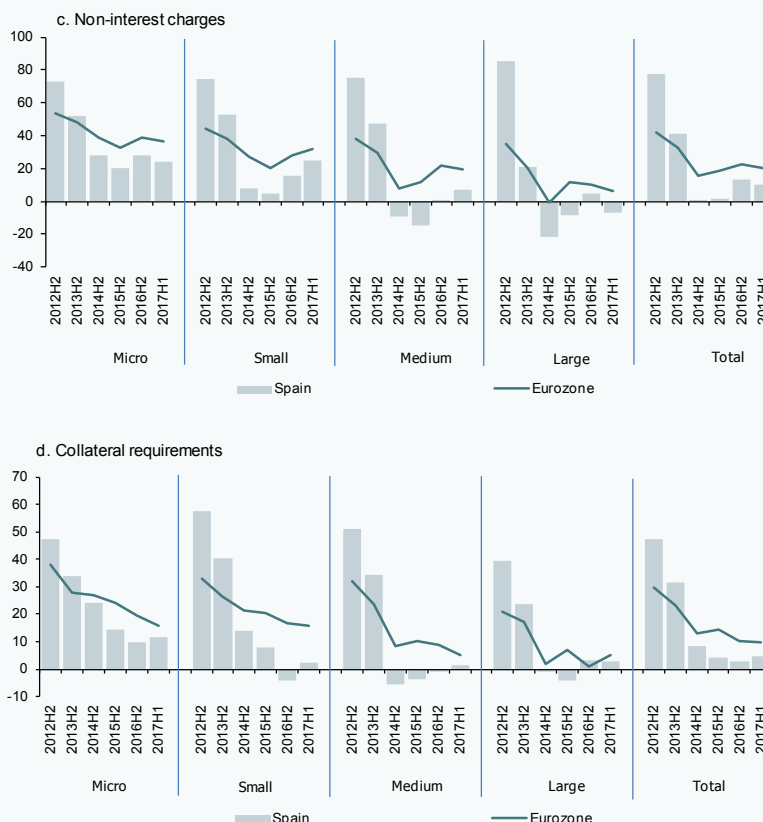 c. Non-interest charges
100
80
60
40
20
0
-20
-40
2012H2 2013H2 2014H2 2015H2 2016H2 2017H1 2012H2 2013H2 2014H2 2015H2 2016H2 2017H1 2012H2 2013H2 2014H2 2015H2 2016H2 2017H1 2012H2 2013H2 2014H2 2015H2 2016H2 2017H1 2012H2 2013H2 2014H2 2015H2 2016H2 2017H1
Micro Small Medium Large Total
Spain Eurozone
d. Collateral requirements
70
60
50
40
30
20
10
0
-10
2012H2 2013H2 2014H2 2015H2 2016H2 2017H1 2012H2 2013H2 2014H2 2015H2 2016H2 2017H1 2012H2 2013H2 2014H2 2015H2 2016H2 2017H1 2012H2 2013H2 2014H2 2015H2 2016H2 2017H1 2012H2 2013H2 2014H2 2015H2 2016H2 2017H1
Micro Small Medium Large Total
Spain Eurozone